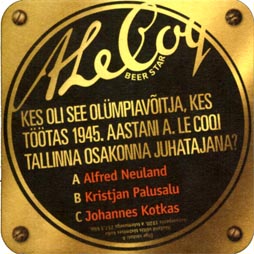 A Le Coq
BEER STAR
KES OLI SEE OLÜMPIAVÕITJA, KES
TÖÖTAS 1945. AASTANI A. LE COQI
TALLINNA OSAKONNA JUHATAJANA?
A Alfred Neuland
B Kristjan Palusalu
C Johannes Kotkas